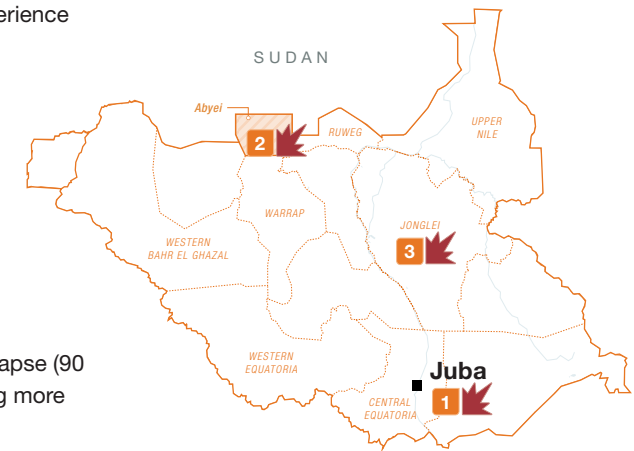 erience
SUDAN
Abyei
2
RUWEG
UPPER
NILE
WARRAP
JONGLEI
3
WESTERN
BAHR EL GHAZAL
WESTERN
EQUATORIA
apse (90
g more
Juba
CENTRAL
EQUATORIA
1